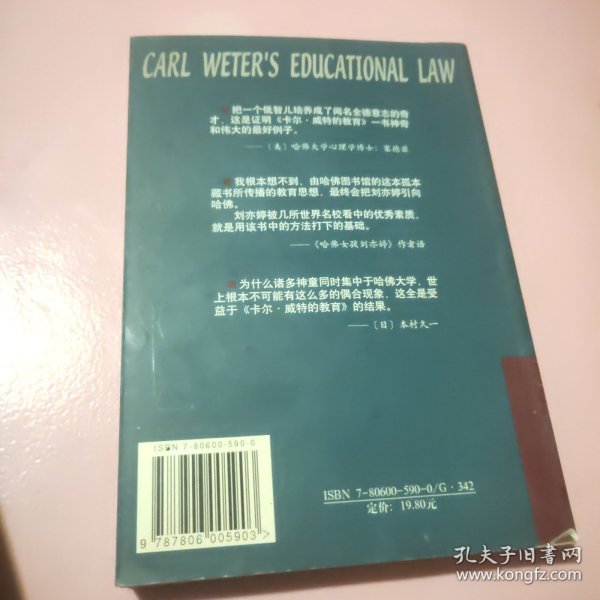 CARL WETER'S EDUCATIONAL LAW
把一个低智儿培养成了闻名全德意志的奇
才，这是证明《卡尔·威特的教育》一书神奇
和伟大的最好例子。
——〔美〕哈佛大学心理学博士：塞德兹
我根本想不到，由哈佛图书馆的这本孤本
藏书所传播的教育思想，最终会把刘亦婷引向
哈佛。
刘亦婷被几所世界名校看中的优秀素质，
就是用该书中的方法打下的基础。
——《哈佛女孩刘亦婷》作者语
为什么诸多神童同时集中于哈佛大学，世
上根本不可能有这么多的偶合现象，这全是受
益于《卡尔·威特的教育》的结果。
——〔日〕本村久一
ISBN 7-80600-590-0
9 787806 005903 >
ISBN 7-80600-590-0/G·342
定价：19.80元
孔夫子旧书网
www.kongfz.com